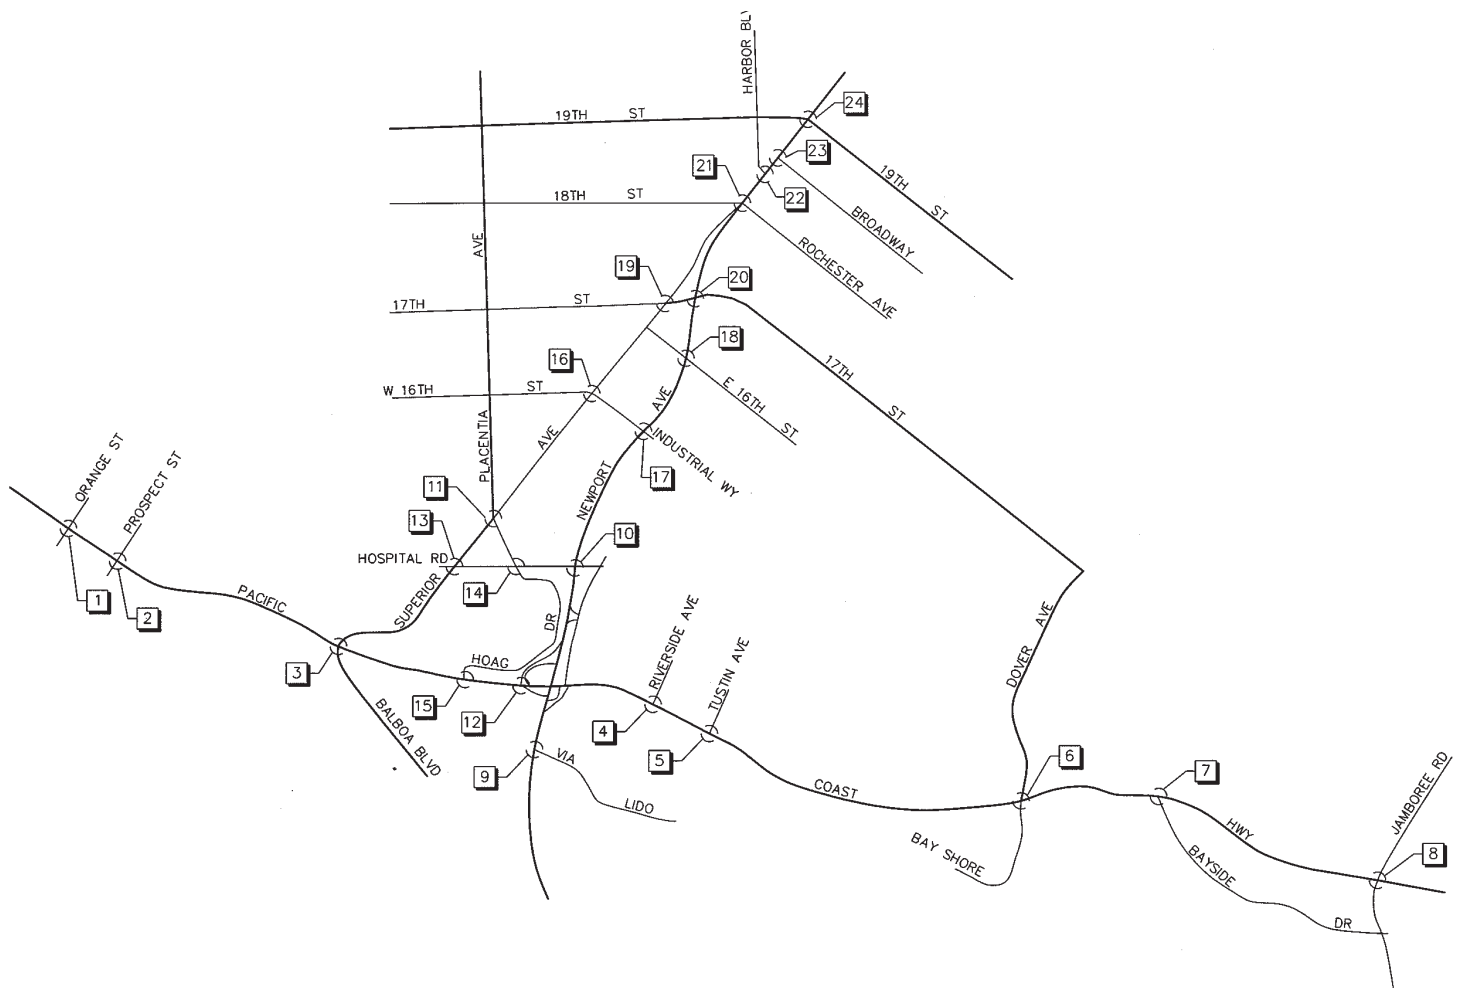 HARBOR BL
24
19TH ST
23
21
19TH ST
22
18TH ST
BROADWAY
AVE
ROCHESTER AVE
19
20
17TH ST
18
16
17TH ST
W 16TH ST
E 16TH ST
AVE
PLACENTIA
AVE
INDUSTRIAL WY
ORANGE ST
PROSPECT ST
17
11
NEWPORT
13
10
HOSPITAL RD
14
1
2
PACIFIC
SUPERIOR
DR
RIVERSIDE AVE
TUSTIN AVE
DOVER AVE
3
HOAG
15
12
4
BALBOA BLVD
5
9
VIA LIDO
6
7
COAST
JAMBOREE RD
HWY
BAY SHORE
8
BAYSIDE DR